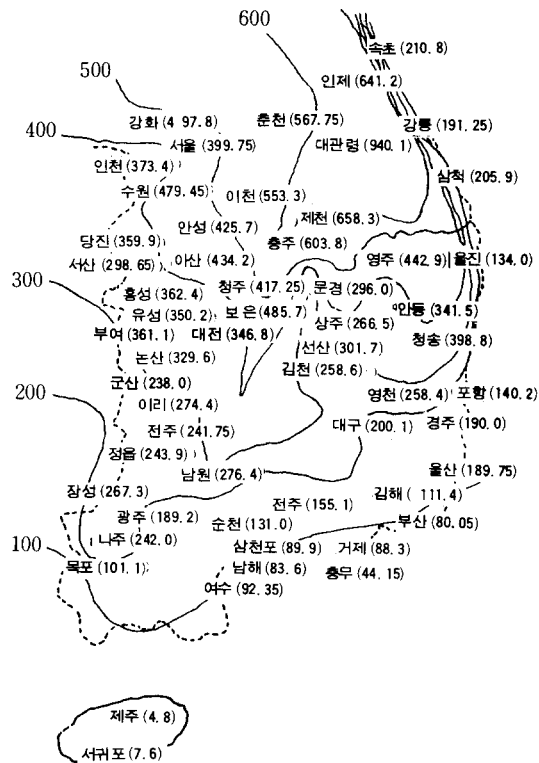 600
속초 (210. 8)
500
인제 (641. 2)
강화 (4 97. 8)
춘천 (567. 75)
강릉 (191. 25)
400
서울 (399. 75)
대관령 (940. 1)
인천 (373. 4)
삼척 (205. 9)
수원 (479. 45)
이천 (553. 3)
제천 (658. 3)
안성 (425. 7)
당진 (359. 9)
충주 (603. 8)
서산 (298. 65)
아산 (434. 2)
영주 (442. 9)
울진 (134. 0)
300
홍성 (362. 4)
청주 (417. 25)
문경 (296. 0)
유성 (350. 2)
보은 (485. 7)
안동 (341. 5)
부여 (361. 1)
대전 (346. 8)
상주 (266. 5)
청송 (398. 8)
논산 (329. 6)
선산 (301. 7)
군산 (238. 0)
김천 (258. 6)
200
이리 (274. 4)
영천 (258. 4)
포항 (140. 2)
전주 (241. 75)
대구 (200. 1)
경주 (190. 0)
정읍 (243. 9)
남원 (276. 4)
울산 (189. 75)
장성 (267. 3)
전주 (155. 1)
김해 ( 111. 4)
광주 (189. 2)
순천 (131. 0)
부산 (80. 05)
100
나주 (242. 0)
삼천포 (89. 9)
거제 (88. 3)
목포 (101. 1)
남해 (83. 6)
충무 (44. 15)
여수 (92. 35)
제주 (4. 8)
서귀포 (7. 6)